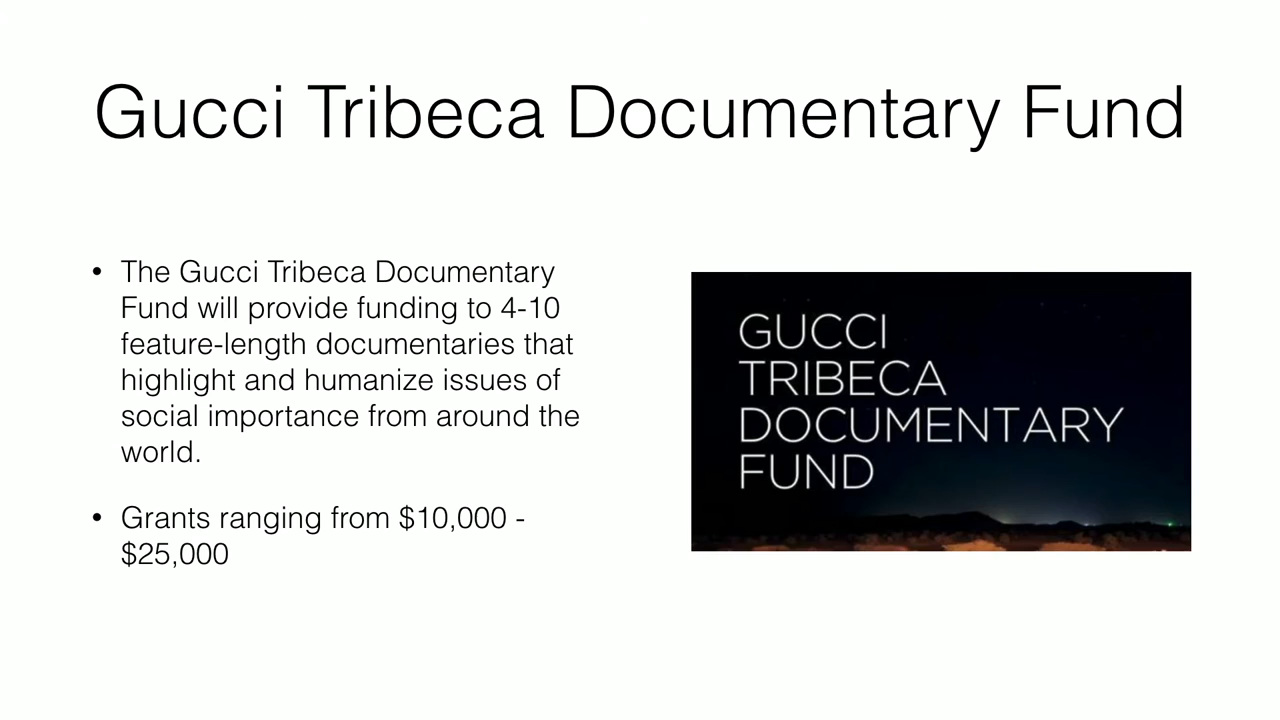 Gucci Tribeca Documentary Fund
• The Gucci Tribeca Documentary
Fund will provide funding to 4-10
feature-length documentaries that
highlight and humanize issues of
social importance from around the
world.
• Grants ranging from $10,000 -
$25,000
GUCCI
TRIBECA
DOCUMENTARY
FUND